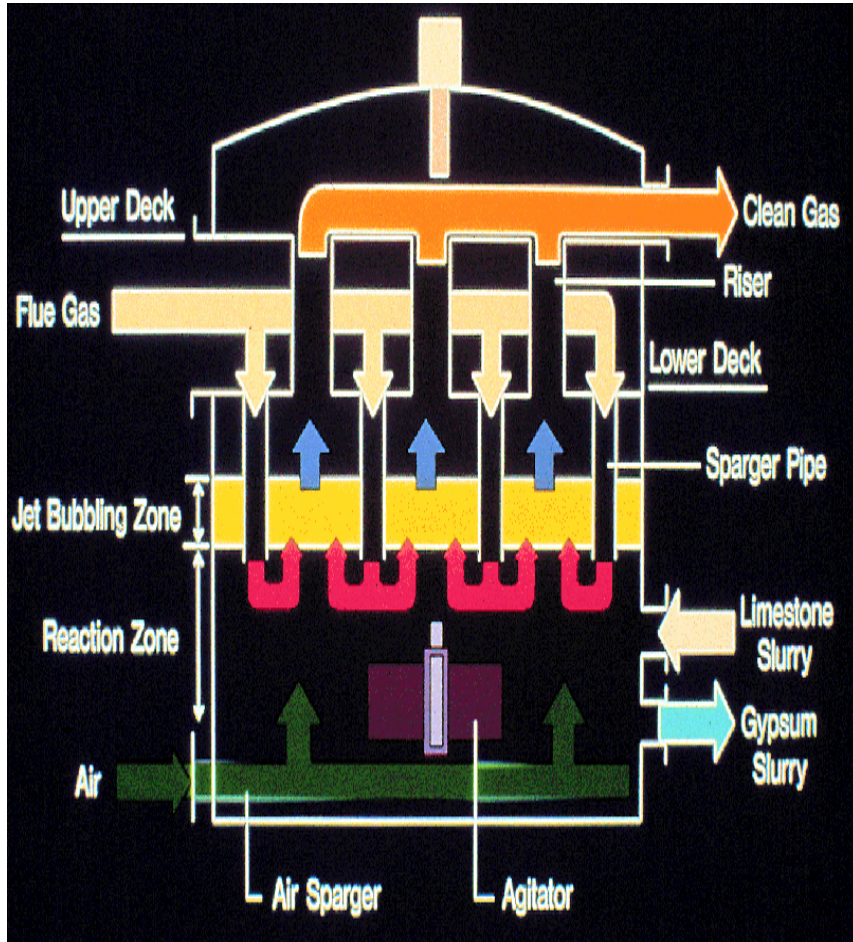 Upper Deck
Clean Gas
Riser
Flue Gas
Lower Deck
Sparger Pipe
Jet Bubbling Zone
Reaction Zone
Limestone
Slurry
Gypsum
Slurry
Air
Air Sparger
Agitator